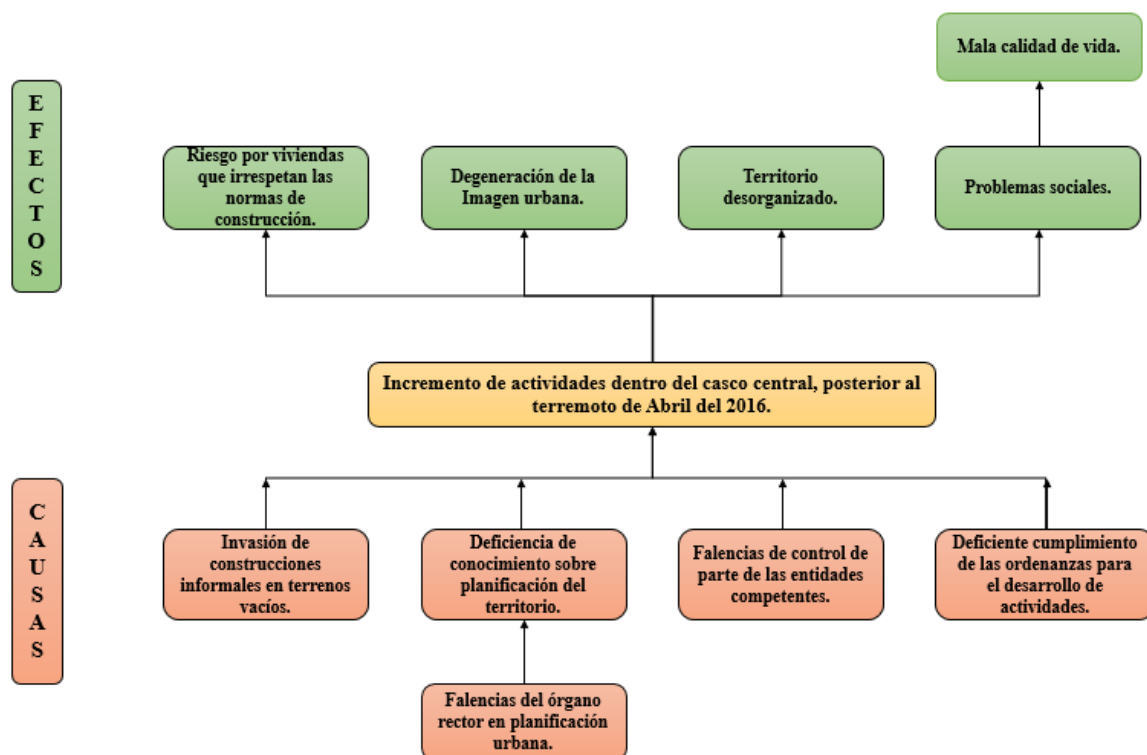 Mala calidad de vida.
EFECTOS
Riesgo por viviendas
que irrespetan las
normas de
construcción.
Degeneración de la
Imagen urbana.
Territorio
desorganizado.
Problemas sociales.
Incremento de actividades dentro del casco central, posterior al
terremoto de Abril del 2016.
CAUSAS
Invasión de
construcciones
informales en terrenos
vacíos.
Deficiencia de
conocimiento sobre
planificación del
territorio.
Falencias de control de
parte de las entidades
competentes.
Deficiente cumplimiento
de las ordenanzas para
el desarrollo de
actividades.
Falencias del órgano
rector en planificación
urbana.